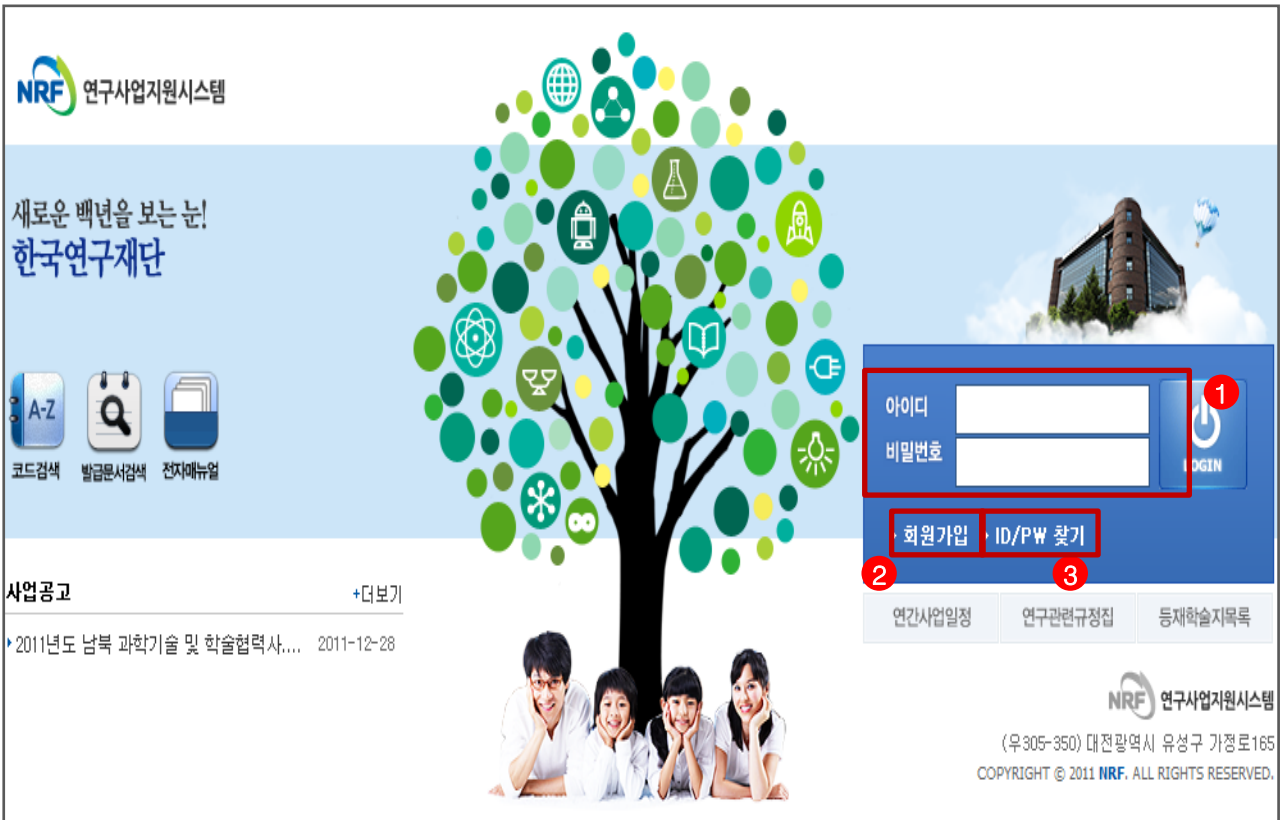 NRF 연구사업지원시스템
새로운 백년을 보는 눈!
한국연구재단
A-Z
코드검색 발급문서검색 전자매뉴얼
아이디
비밀번호
LOGIN
1
회원가입 ID/PW 찾기
2 3
사업공고 +더보기
2011년도 남북 과학기술 및 학술협력사.... 2011-12-28
연간사업일정 연구관련규정집 등재학술지목록
NRF 연구사업지원시스템
(우305-350) 대전광역시 유성구 가정로165
COPYRIGHT © 2011 NRF. ALL RIGHTS RESERVED.